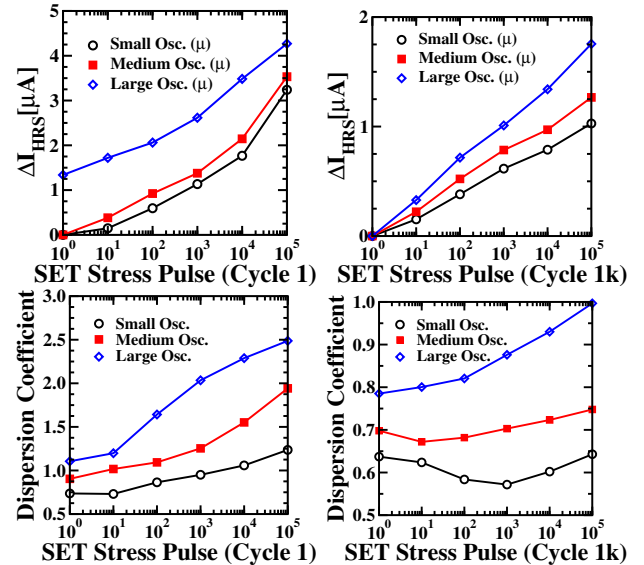 ΔI_HRS[μA]
5
4
3
2
1
0
Small Osc. (μ)
Medium Osc. (μ)
Large Osc. (μ)
10^0 10^1 10^2 10^3 10^4 10^5
SET Stress Pulse (Cycle 1)
ΔI_HRS[μA]
2
1
0
Small Osc. (μ)
Medium Osc. (μ)
Large Osc. (μ)
10^0 10^1 10^2 10^3 10^4 10^5
SET Stress Pulse (Cycle 1k)
Dispersion Coefficient
3.0
2.5
2.0
1.5
1.0
0.5
Small Osc.
Medium Osc.
Large Osc.
10^0 10^1 10^2 10^3 10^4 10^5
SET Stress Pulse (Cycle 1)
Dispersion Coefficient
1.0
0.9
0.8
0.7
0.6
0.5
Small Osc.
Medium Osc.
Large Osc.
10^0 10^1 10^2 10^3 10^4 10^5
SET Stress Pulse (Cycle 1k)